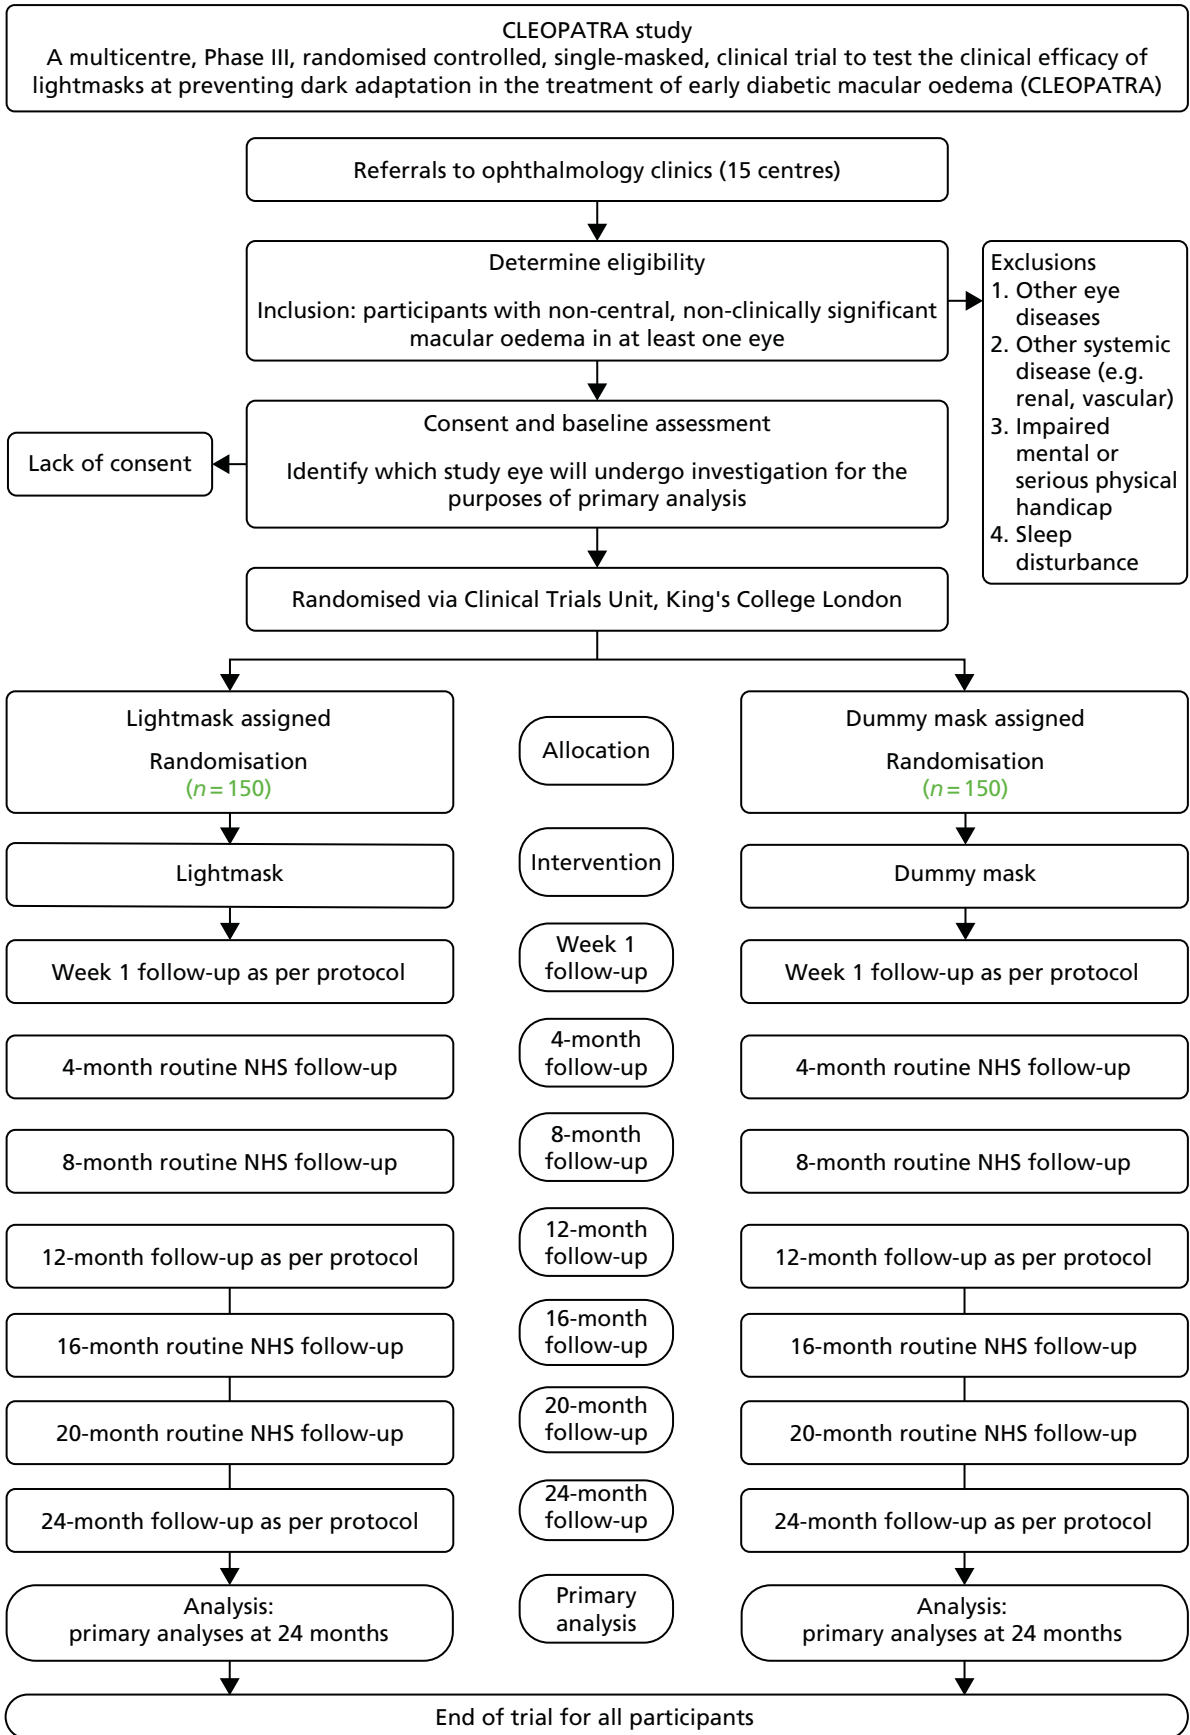 CLEOPATRA study
A multicentre, Phase III, randomised controlled, single-masked, clinical trial to test the clinical efficacy of
lightmasks at preventing dark adaptation in the treatment of early diabetic macular oedema (CLEOPATRA)
Referrals to ophthalmology clinics (15 centres)
Determine eligibility
Inclusion: participants with non-central, non-clinically significant
macular oedema in at least one eye
Exclusions
1. Other eye
diseases
2. Other systemic
disease (e.g.
renal, vascular)
3. Impaired
mental or
serious physical
handicap
4. Sleep
disturbance
Consent and baseline assessment
Identify which study eye will undergo investigation for the
purposes of primary analysis
Lack of consent
Randomised via Clinical Trials Unit, King's College London
Lightmask assigned
Randomisation
(n = 150)
Allocation
Dummy mask assigned
Randomisation
(n = 150)
Lightmask
Intervention
Dummy mask
Week 1 follow-up as per protocol
Week 1
follow-up
Week 1 follow-up as per protocol
4-month routine NHS follow-up
4-month
follow-up
4-month routine NHS follow-up
8-month routine NHS follow-up
8-month
follow-up
8-month routine NHS follow-up
12-month follow-up as per protocol
12-month
follow-up
12-month follow-up as per protocol
16-month routine NHS follow-up
16-month
follow-up
16-month routine NHS follow-up
20-month routine NHS follow-up
20-month
follow-up
20-month routine NHS follow-up
24-month follow-up as per protocol
24-month
follow-up
24-month follow-up as per protocol
Analysis:
primary analyses at 24 months
Primary
analysis
Analysis:
primary analyses at 24 months
End of trial for all participants